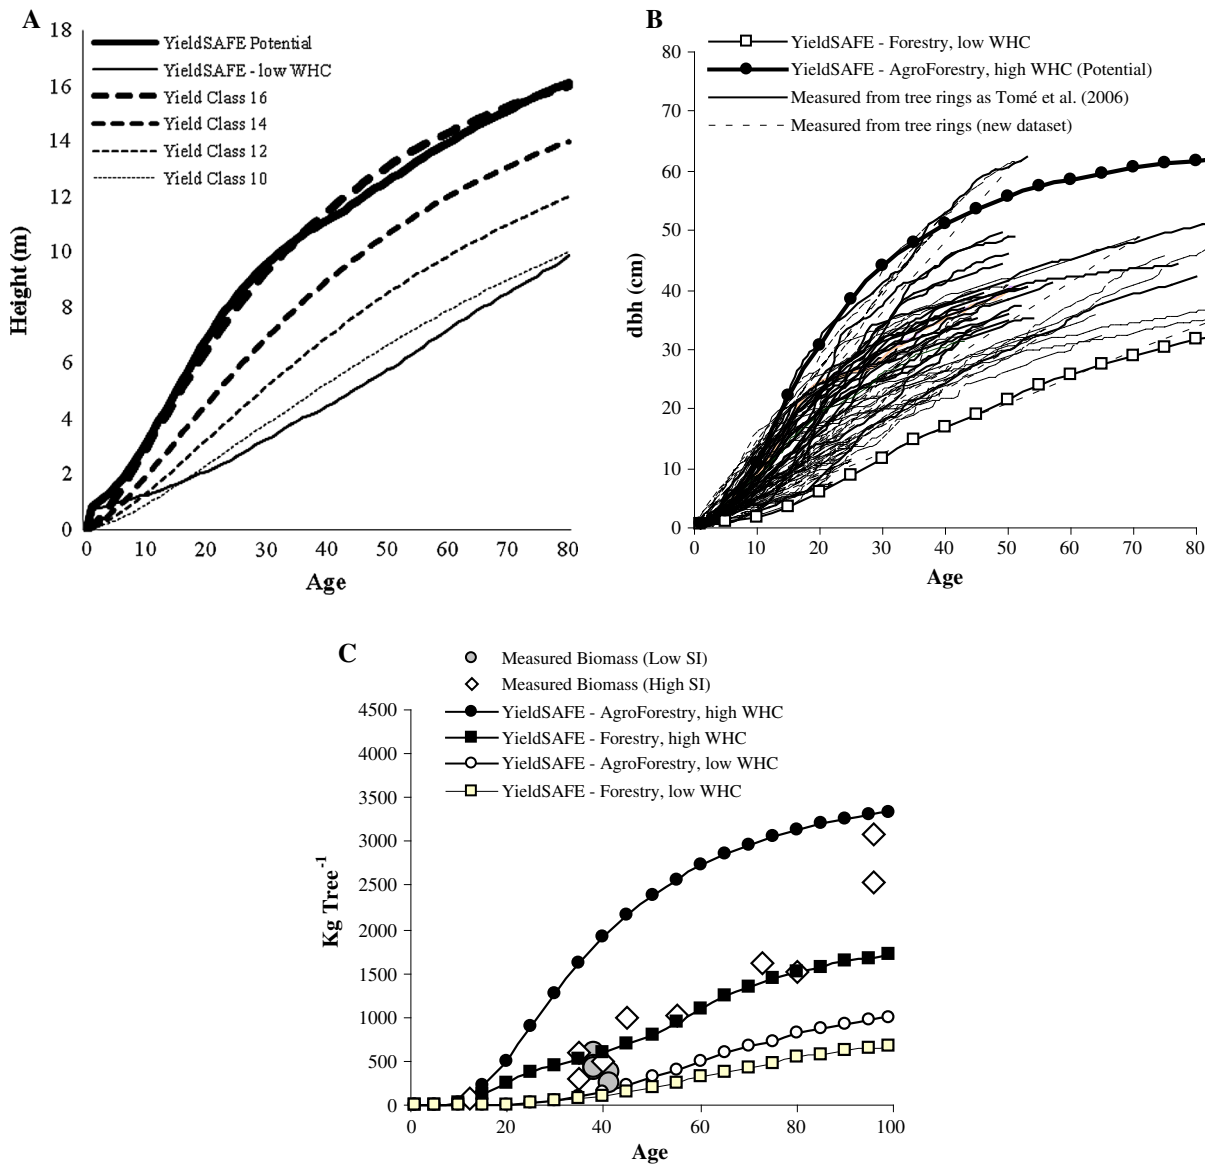 A
18
16
14
12
10
8
6
4
2
0
Height (m)
YieldSAFE Potential
YieldSAFE - low WHC
Yield Class 16
Yield Class 14
Yield Class 12
Yield Class 10
0 10 20 30 40 50 60 70 80
Age
B
80
70
60
50
40
30
20
10
0
dbh (cm)
YieldSAFE - Forestry, low WHC
YieldSAFE - AgroForestry, high WHC (Potential)
Measured from tree rings as Tomé et al. (2006)
Measured from tree rings (new dataset)
0 10 20 30 40 50 60 70 80
Age
C
Measured Biomass (Low SI)
Measured Biomass (High SI)
YieldSAFE - AgroForestry, high WHC
YieldSAFE - Forestry, high WHC
YieldSAFE - AgroForestry, low WHC
YieldSAFE - Forestry, low WHC
4500
4000
3500
3000
2500
2000
1500
1000
500
0
Kg Tree-1
0 20 40 60 80 100
Age